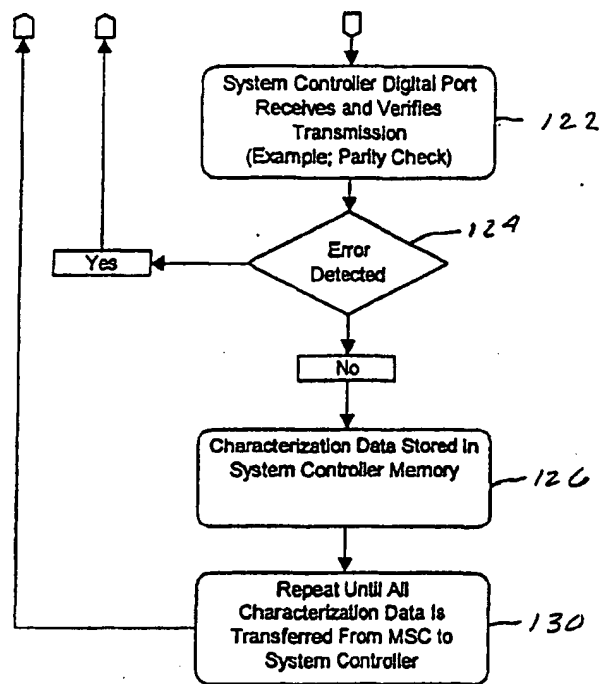 System Controller Digital Port
Receives and Verifies
Transmission
(Example; Parity Check)
122
124
Error
Detected
Yes
No
Characterization Data Stored in
System Controller Memory
126
Repeat Until All
Characterization Data Is
Transferred From MSC to
System Controller
130